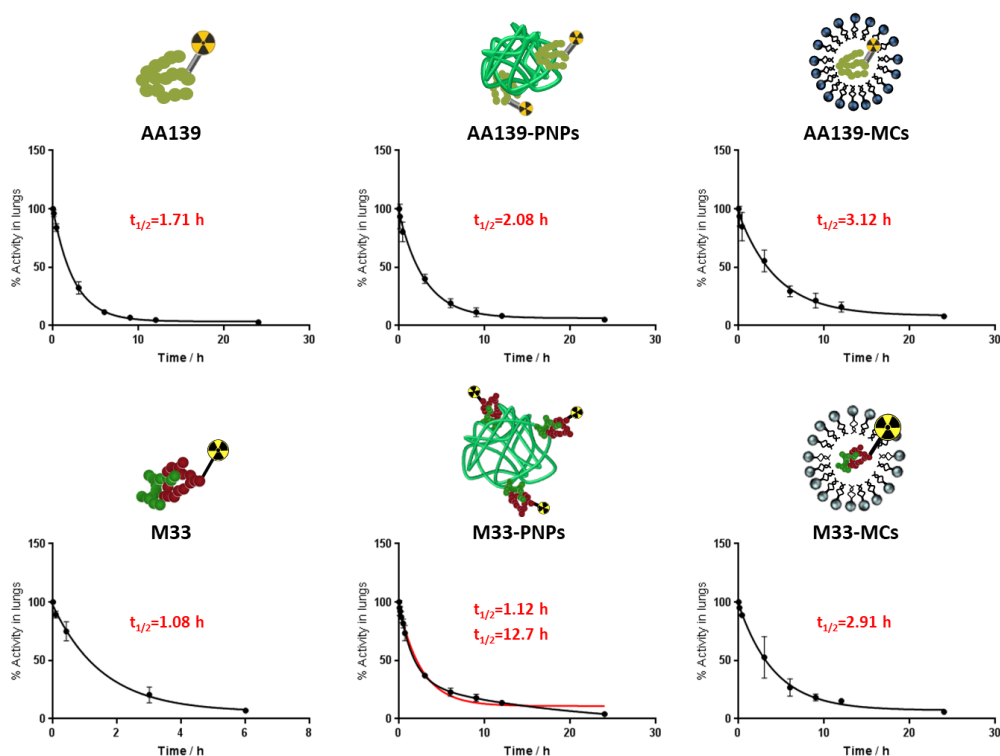 AA139
AA139-PNPs
AA139-MCs
% Activity in lungs
150
100
50
0
t1/2=1.71 h
0
10
20
30
Time / h
% Activity in lungs
150
100
50
0
t1/2=2.08 h
0
10
20
30
Time / h
% Activity in lungs
150
100
50
0
t1/2=3.12 h
0
10
20
30
Time / h
M33
M33-PNPs
M33-MCs
% Activity in lungs
150
100
50
0
t1/2=1.08 h
0
2
4
6
8
Time / h
% Activity in lungs
150
100
50
0
t1/2=1.12 h
t1/2=12.7 h
0
10
20
30
Time / h
% Activity in lungs
150
100
50
0
t1/2=2.91 h
0
10
20
30
Time / h